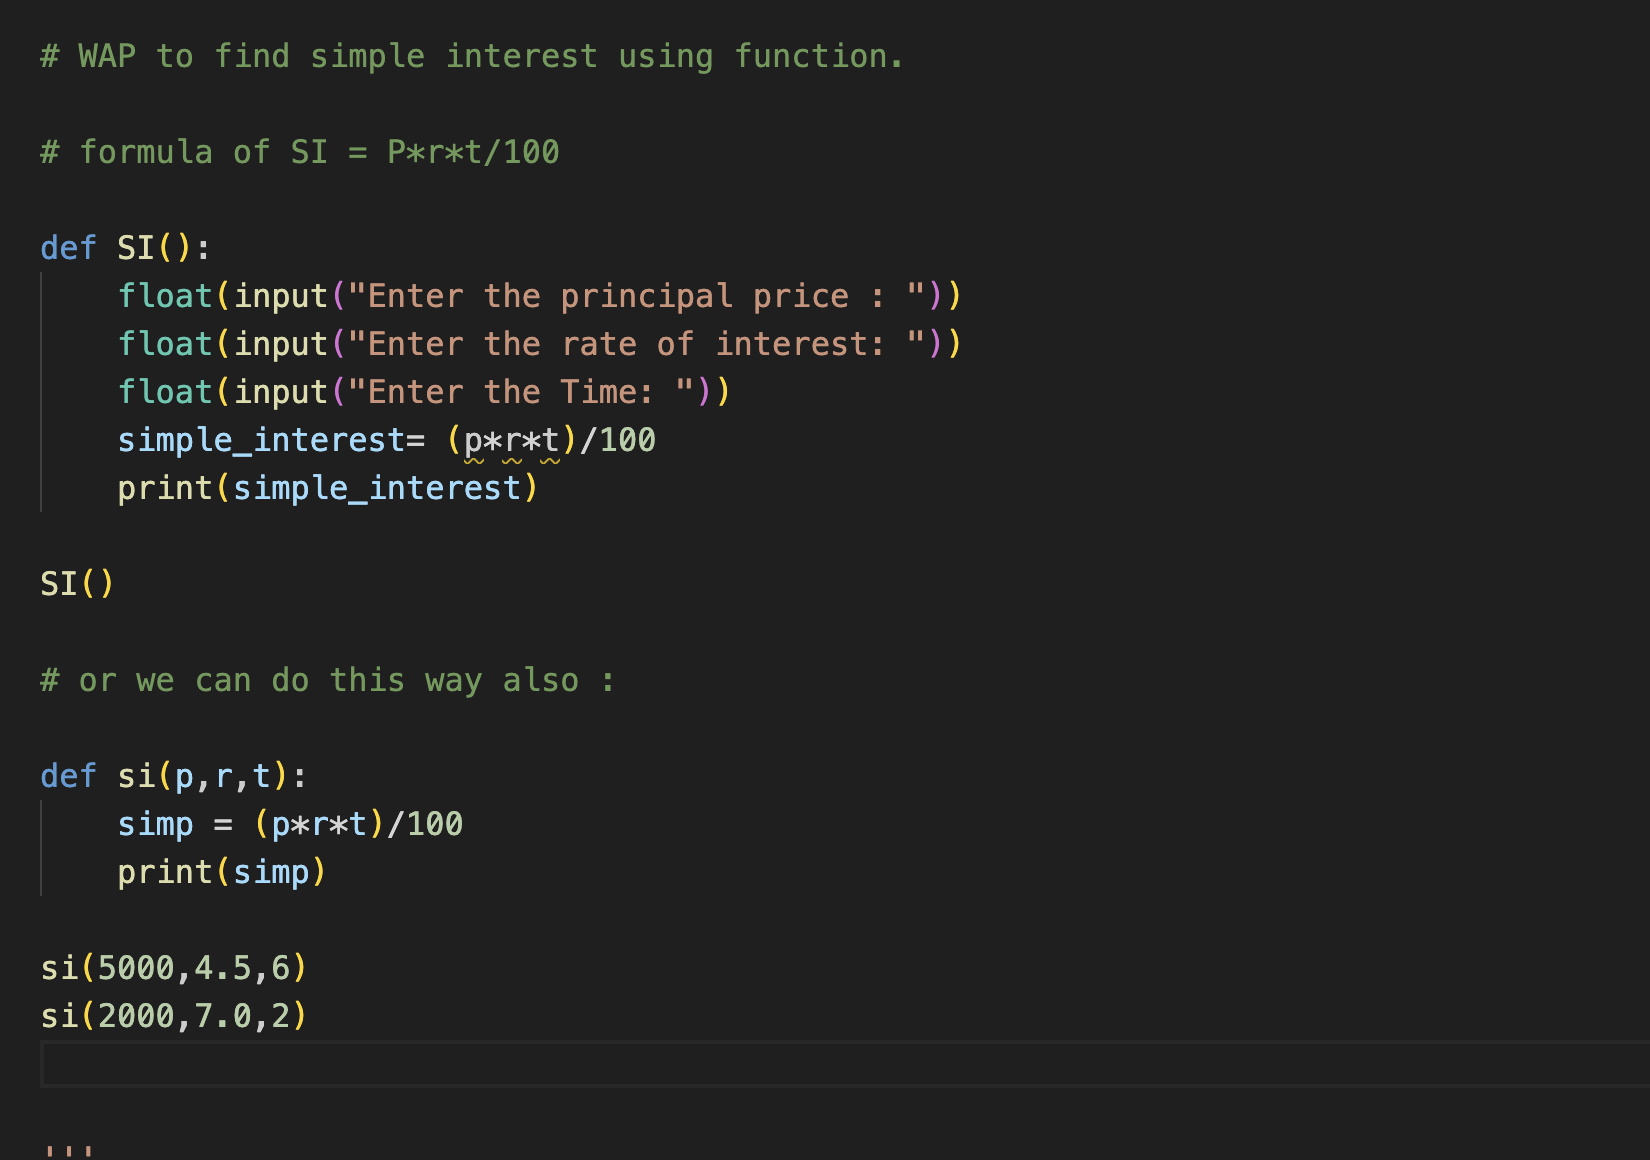 # WAP to find simple interest using function.
# formula of SI = P*r*t/100
def SI():
    float(input("Enter the principal price : "))
    float(input("Enter the rate of interest: "))
    float(input("Enter the Time: "))
    simple_interest= (p*r*t)/100
    print(simple_interest)
SI()
# or we can do this way also :
def si(p,r,t):
    simp = (p*r*t)/100
    print(simp)
si(5000,4.5,6)
si(2000,7.0,2)
'''